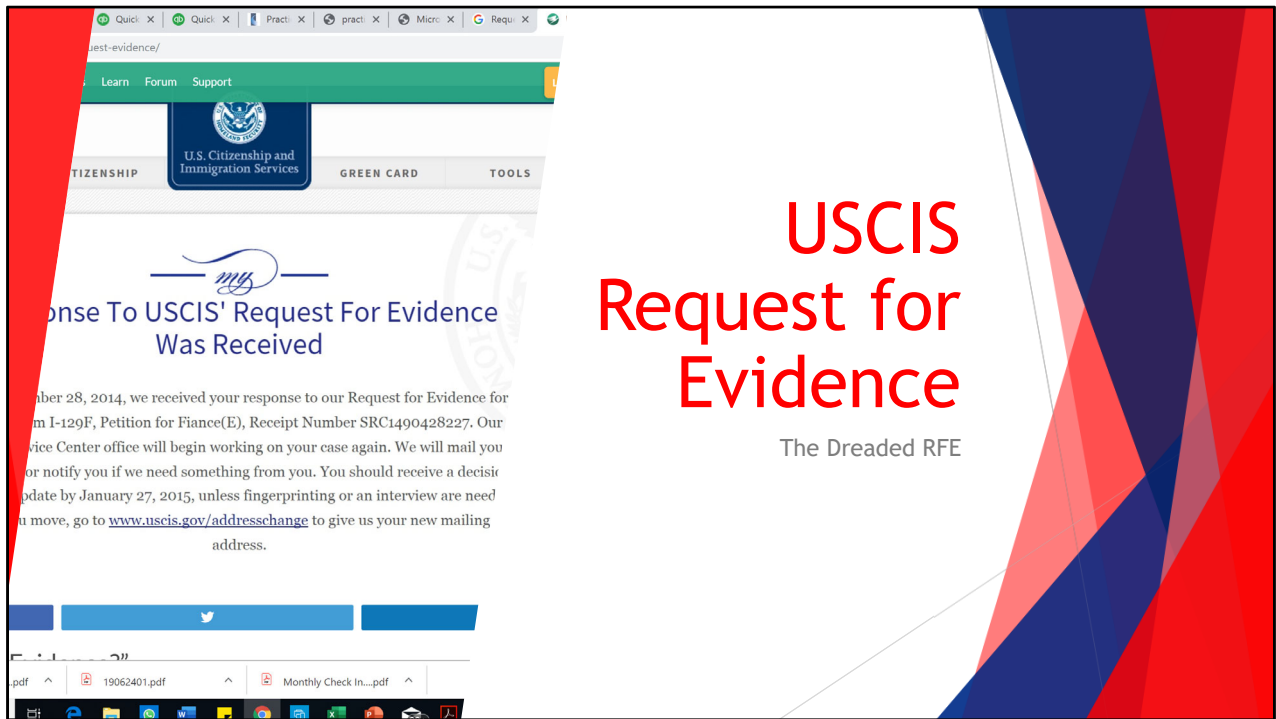 Quick
Quick
Practi
practi
Micro
Requ
uest-evidence/
Learn Forum Support
U.S. Citizenship and
Immigration Services
TIZENSHIP
GREEN CARD
TOOLS
my
onse To USCIS' Request For Evidence
Was Received
ber 28, 2014, we received your response to our Request for Evidence for
m I-129F, Petition for Fiance(E), Receipt Number SRC1490428227. Our
vice Center office will begin working on your case again. We will mail you
or notify you if we need something from you. You should receive a decisi
pdate by January 27, 2015, unless fingerprinting or an interview are need
u move, go to www.uscis.gov/addresschange to give us your new mailing
address.
.pdf
19062401.pdf
Monthly Check In....pdf
USCIS
Request for
Evidence
The Dreaded RFE